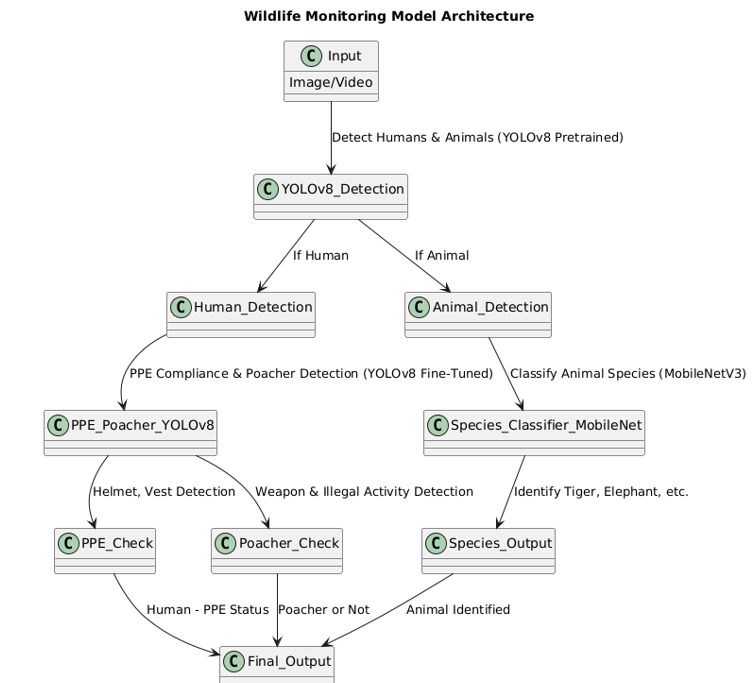 Wildlife Monitoring Model Architecture
C Input
Image/Video
Detect Humans & Animals (YOLOv8 Pretrained)
C YOLOv8_Detection
If Human
If Animal
C Human_Detection
C Animal_Detection
PPE Compliance & Poacher Detection (YOLOv8 Fine-Tuned)
Classify Animal Species (MobileNetV3)
C PPE_Poacher_YOLOv8
C Species_Classifier_MobileNet
Helmet, Vest Detection
Weapon & Illegal Activity Detection
Identify Tiger, Elephant, etc.
C PPE_Check
C Poacher_Check
C Species_Output
Human - PPE Status
Poacher or Not
Animal Identified
C Final_Output